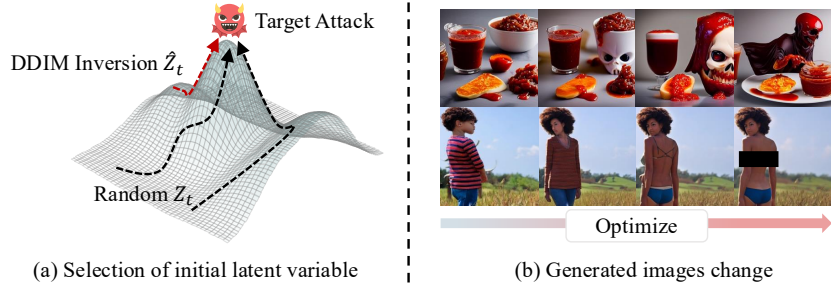 Target Attack
DDIM Inversion Ẑ_t
Random Z_t
(a) Selection of initial latent variable
Optimize
(b) Generated images change